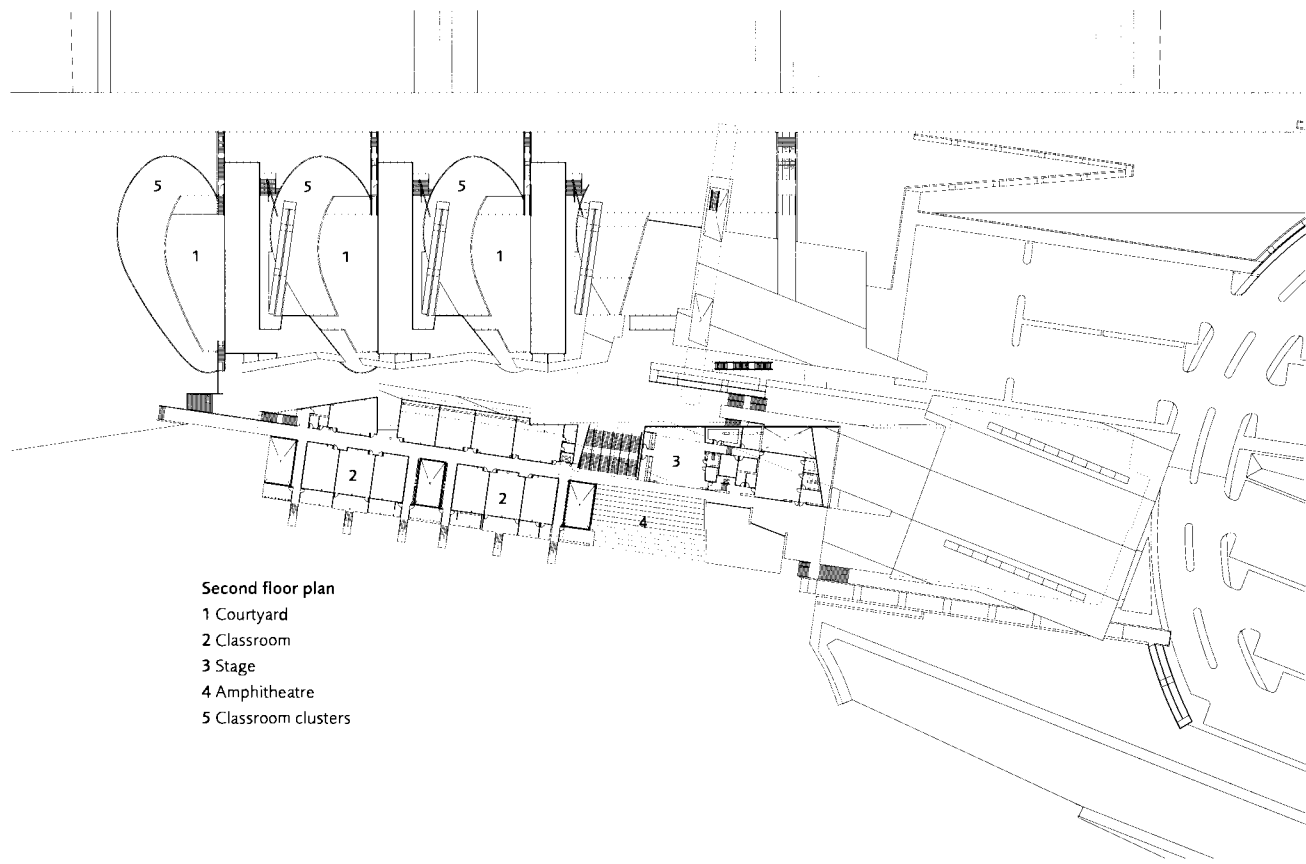 5
5
5
1
1
1
2
2
3
4
Second floor plan
1 Courtyard
2 Classroom
3 Stage
4 Amphitheatre
5 Classroom clusters